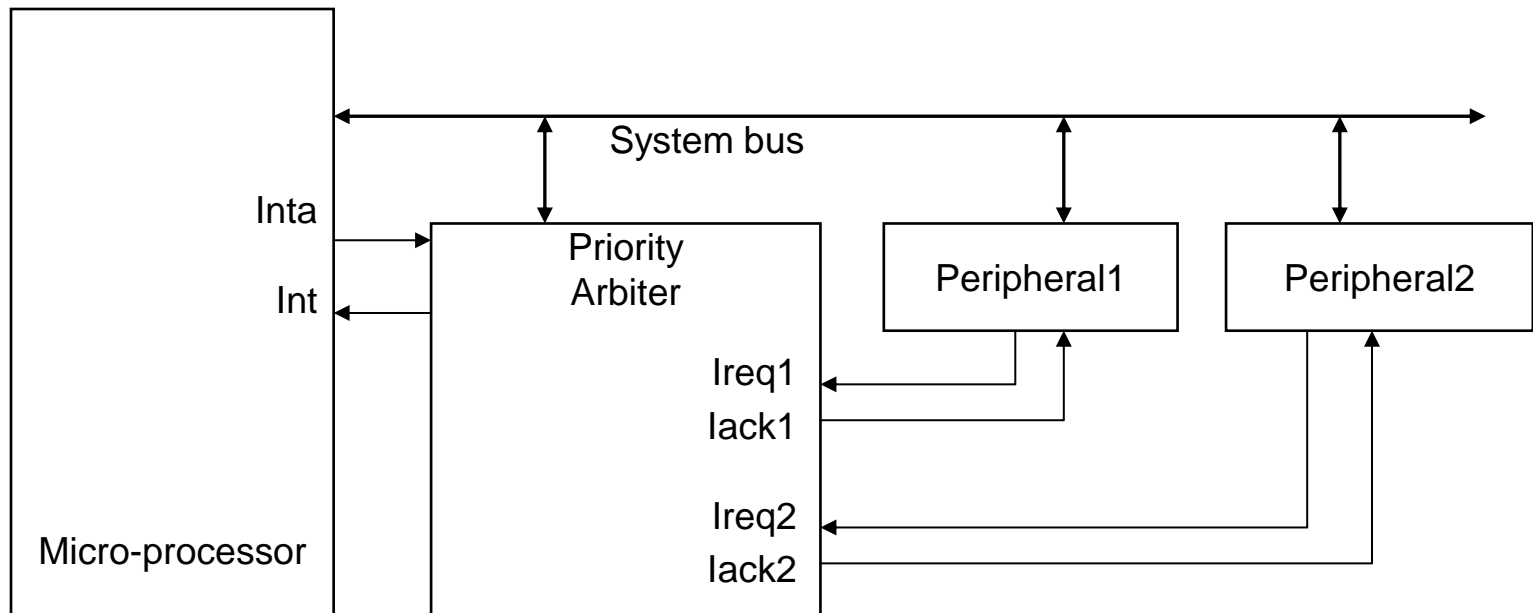 System bus
Inta
Int
Priority
Arbiter
Peripheral1
Peripheral2
Ireq1
Iack1
Ireq2
Iack2
Micro-processor